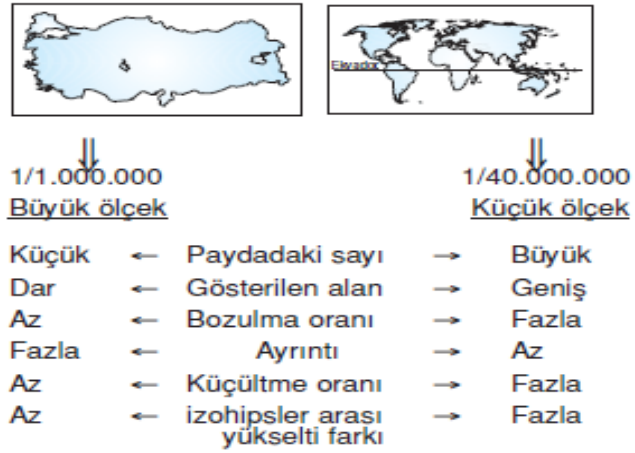 Ekvador
1/1.000.000 1/40.000.000
Büyük ölçek Küçük ölçek
Küçük ← Paydadaki sayı → Büyük
Dar ← Gösterilen alan → Geniş
Az ← Bozulma oranı → Fazla
Fazla ← Ayrıntı → Az
Az ← Küçültme oranı → Fazla
Az ← izohipsler arası → Fazla
yükselti farkı